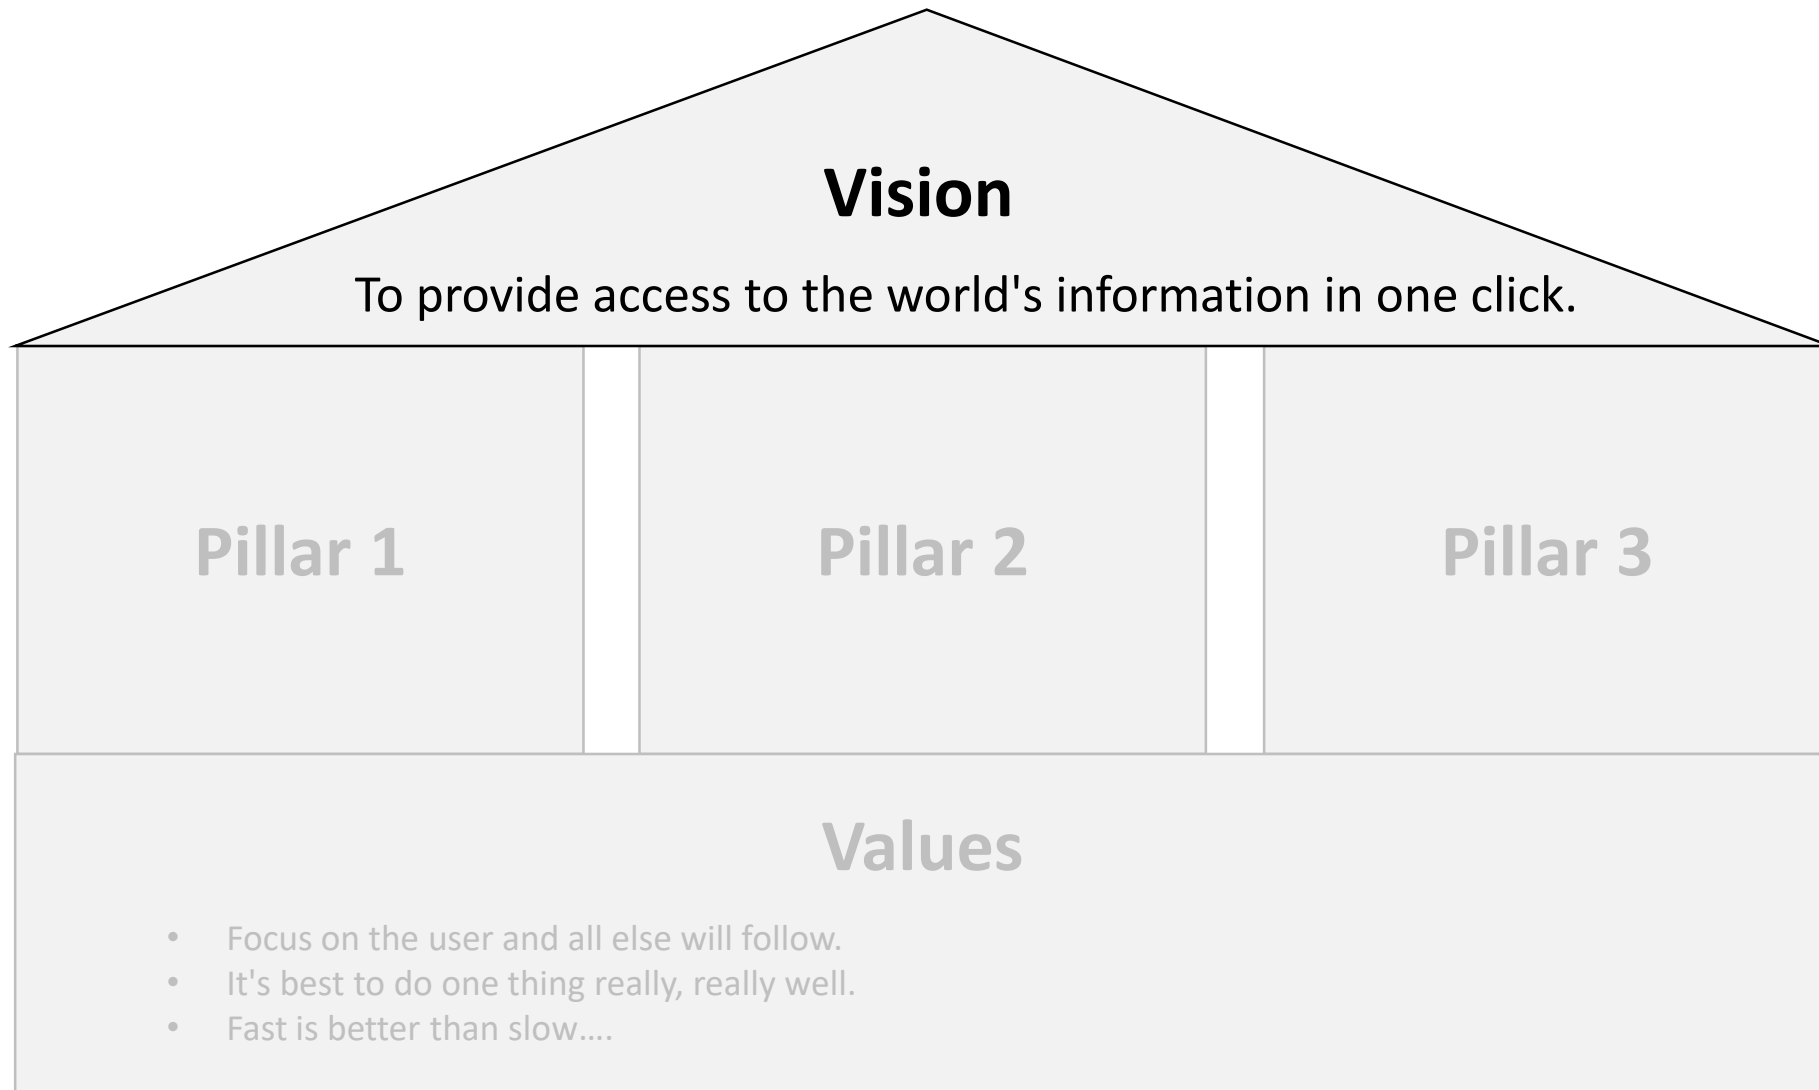 Vision
To provide access to the world's information in one click.
Pillar 1
Pillar 2
Pillar 3
Values
• Focus on the user and all else will follow.
• It's best to do one thing really, really well.
• Fast is better than slow....